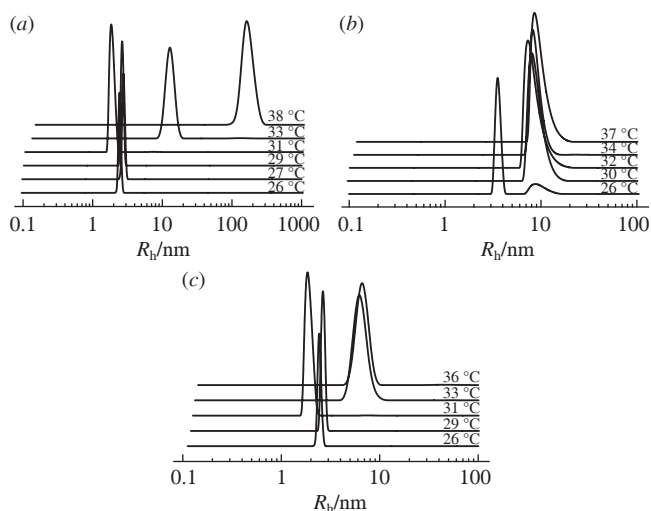 (a)
38 °C
33 °C
31 °C
29 °C
27 °C
26 °C
0.1 1 10 100 1000
Rh/nm
(b)
37 °C
34 °C
32 °C
30 °C
26 °C
0.1 1 10 100
Rh/nm
(c)
36 °C
33 °C
31 °C
29 °C
26 °C
0.1 1 10 100
Rh/nm